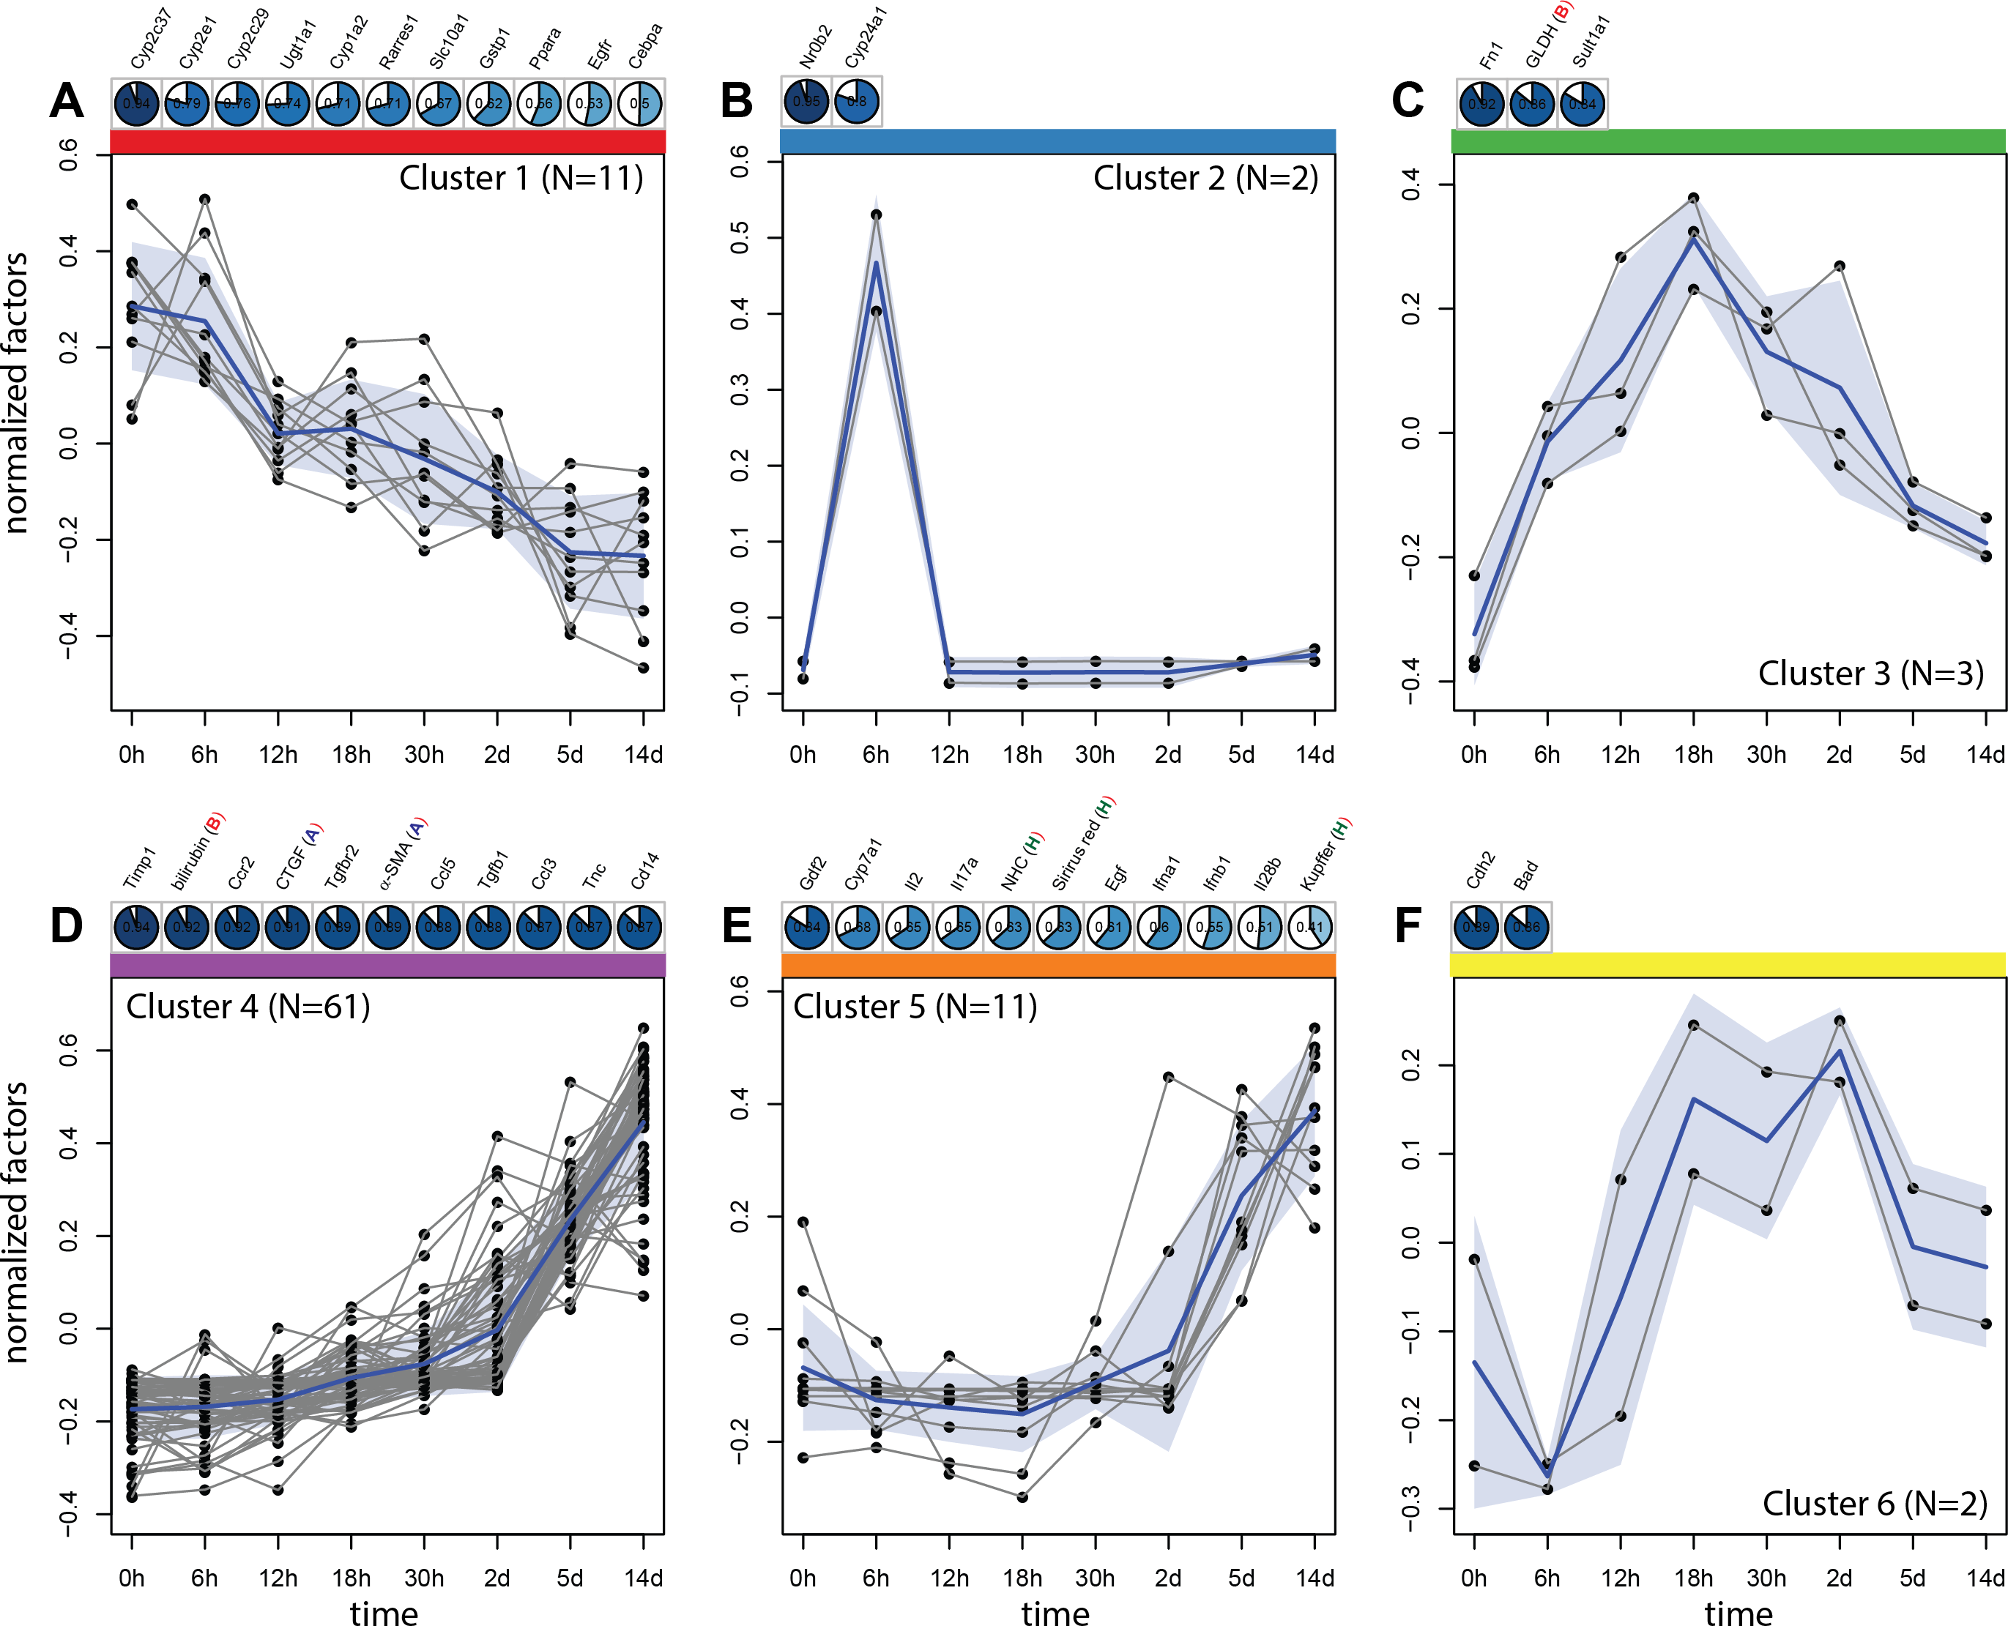 Cyp2c37 Cyp2e1 Cyp2c29 Ugt1a1 Cyp1a2 Rarres1 Slc10a1 Gstp1 Ppara Egfr Cebpa
A 0.94 0.79 0.76 0.74 0.71 0.71 0.67 0.62 0.56 0.53 0.5
Cluster 1 (N=11)
normalized factors
0.6
0.4
0.2
0.0
−0.2
−0.4
0h 6h 12h 18h 30h 2d 5d 14d
Nr0b2 Cyp24a1
B 0.95 0.8
Cluster 2 (N=2)
0.6
0.5
0.4
0.3
0.2
0.1
0.0
−0.1
0h 6h 12h 18h 30h 2d 5d 14d
Fn1 GLDH (B) Sult1a1
C 0.92 0.86 0.84
0.4
0.2
0.0
−0.2
−0.4
Cluster 3 (N=3)
0h 6h 12h 18h 30h 2d 5d 14d
Timp1 bilirubin (B) Ccr2 CTGF (A) Tgfbr2 α-SMA (A) Ccl5 Tgfb1 Ccl3 Tnc Cd14
D 0.94 0.92 0.92 0.91 0.89 0.89 0.88 0.88 0.87 0.87 0.87
Cluster 4 (N=61)
normalized factors
0.6
0.4
0.2
0.0
−0.2
−0.4
0h 6h 12h 18h 30h 2d 5d 14d
time
Gdf2 Cyp7a1 Il2 Il17a NHC (H) Sirirus red (H) Egf Ifna1 Ifnb1 Il28b Kupffer (H)
E 0.84 0.68 0.65 0.65 0.63 0.63 0.61 0.6 0.55 0.51 0.41
Cluster 5 (N=11)
0.6
0.4
0.2
0.0
−0.2
0h 6h 12h 18h 30h 2d 5d 14d
time
Cdh2 Bad
F 0.89 0.86
0.2
0.1
0.0
−0.1
−0.2
−0.3
Cluster 6 (N=2)
0h 6h 12h 18h 30h 2d 5d 14d
time